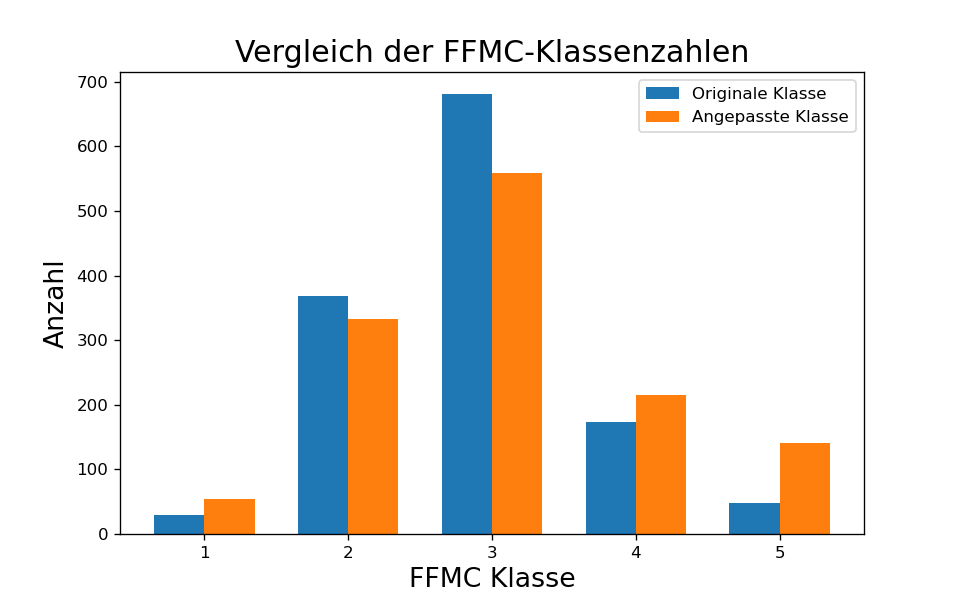 Vergleich der FFMC-Klassenzahlen
Originale Klasse
Angepasste Klasse
Anzahl
700
600
500
400
300
200
100
0
1 2 3 4 5
FFMC Klasse